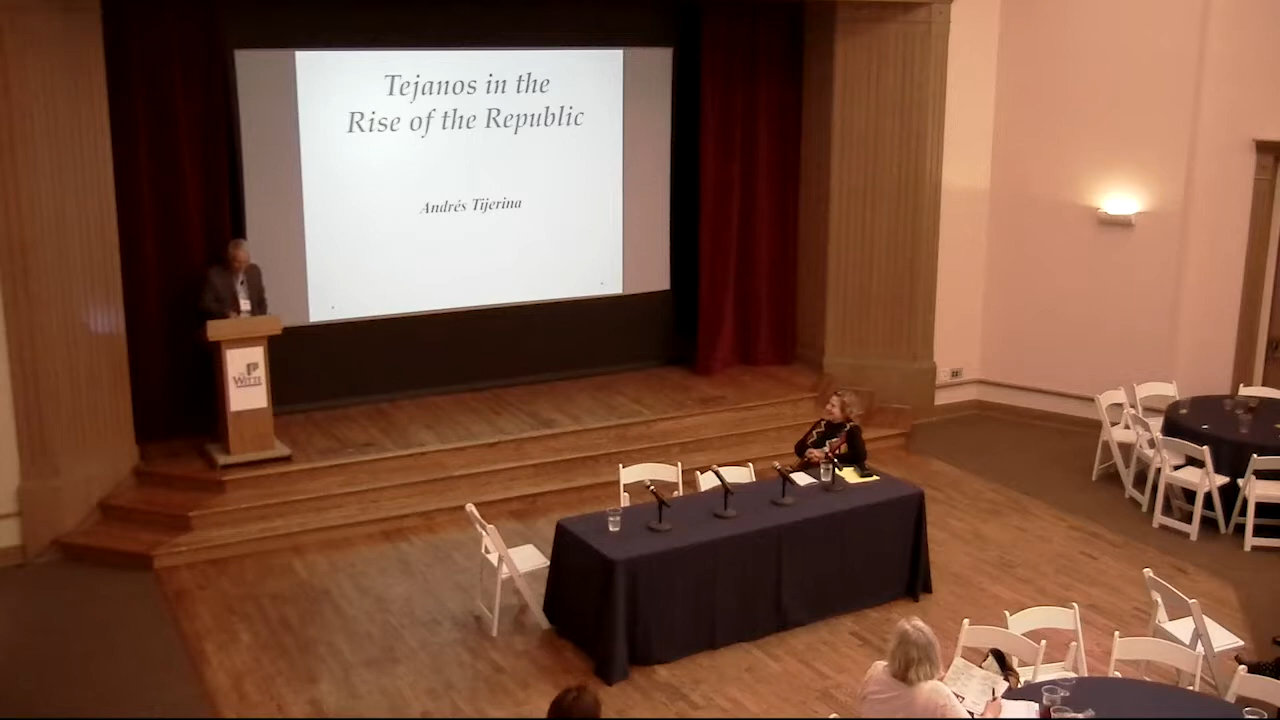 Tejanos in the
Rise of the Republic
Andrés Tijerina
WITTE